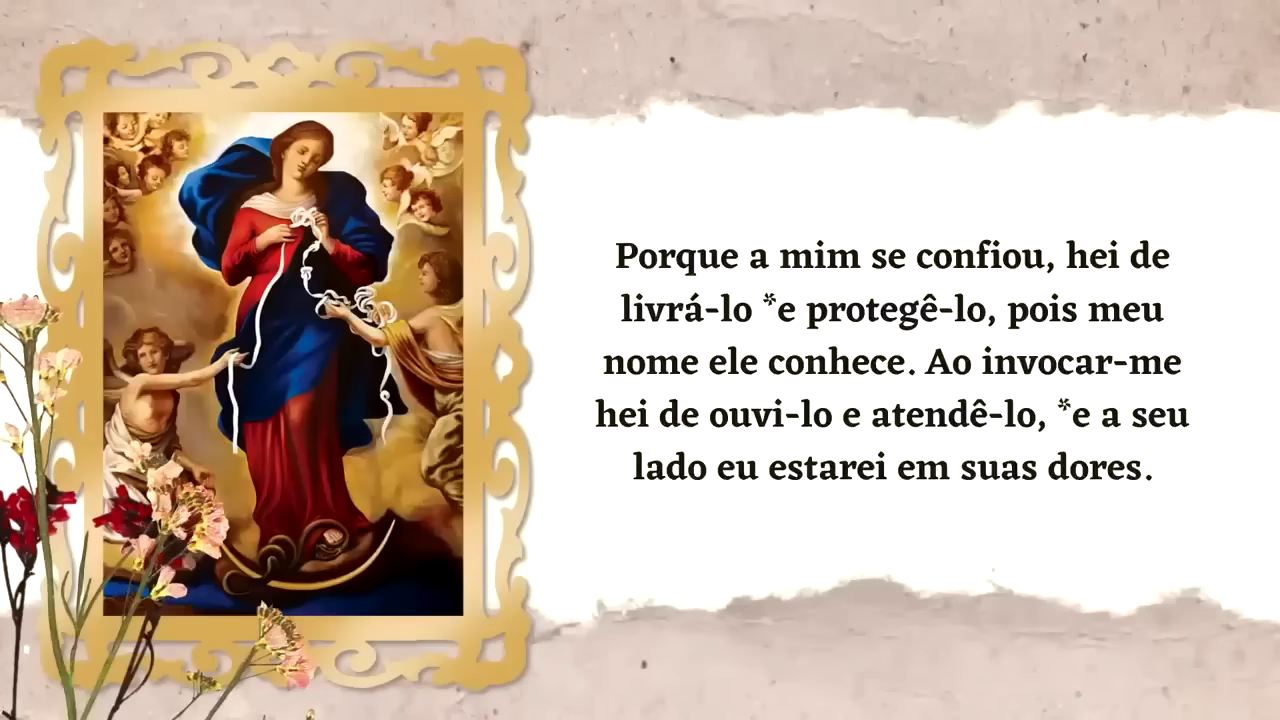 Porque a mim se confiou, hei de
livrá-lo *e protegê-lo, pois meu
nome ele conhece. Ao invocar-me
hei de ouvi-lo e atendê-lo, *e a seu
lado eu estarei em suas dores.